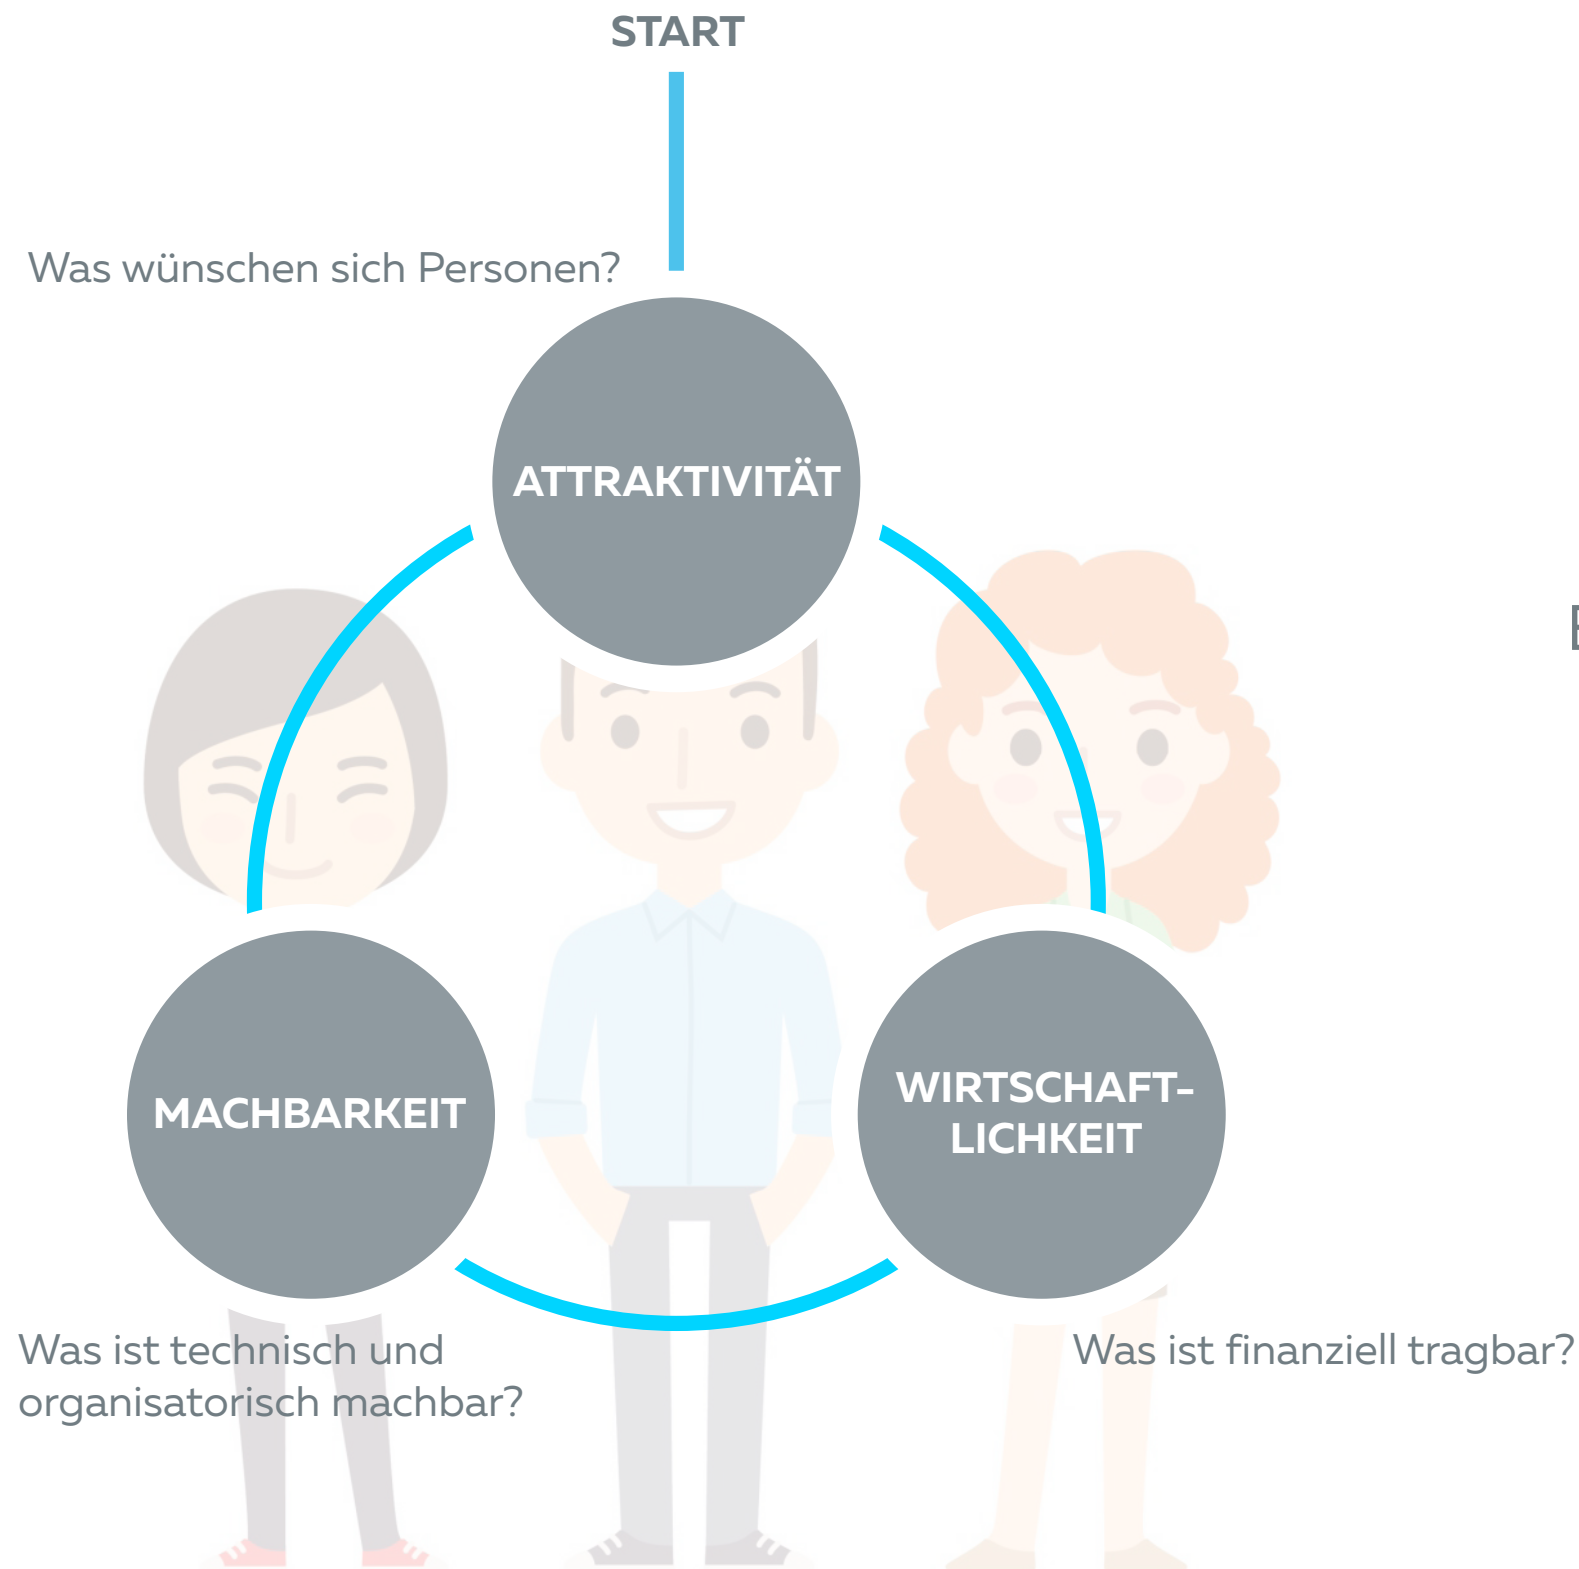 START
Was wünschen sich Personen?
ATTRAKTIVITÄT
MACHBARKEIT
WIRTSCHAFT-
LICHKEIT
Was ist technisch und
organisatorisch machbar?
Was ist finanziell tragbar?